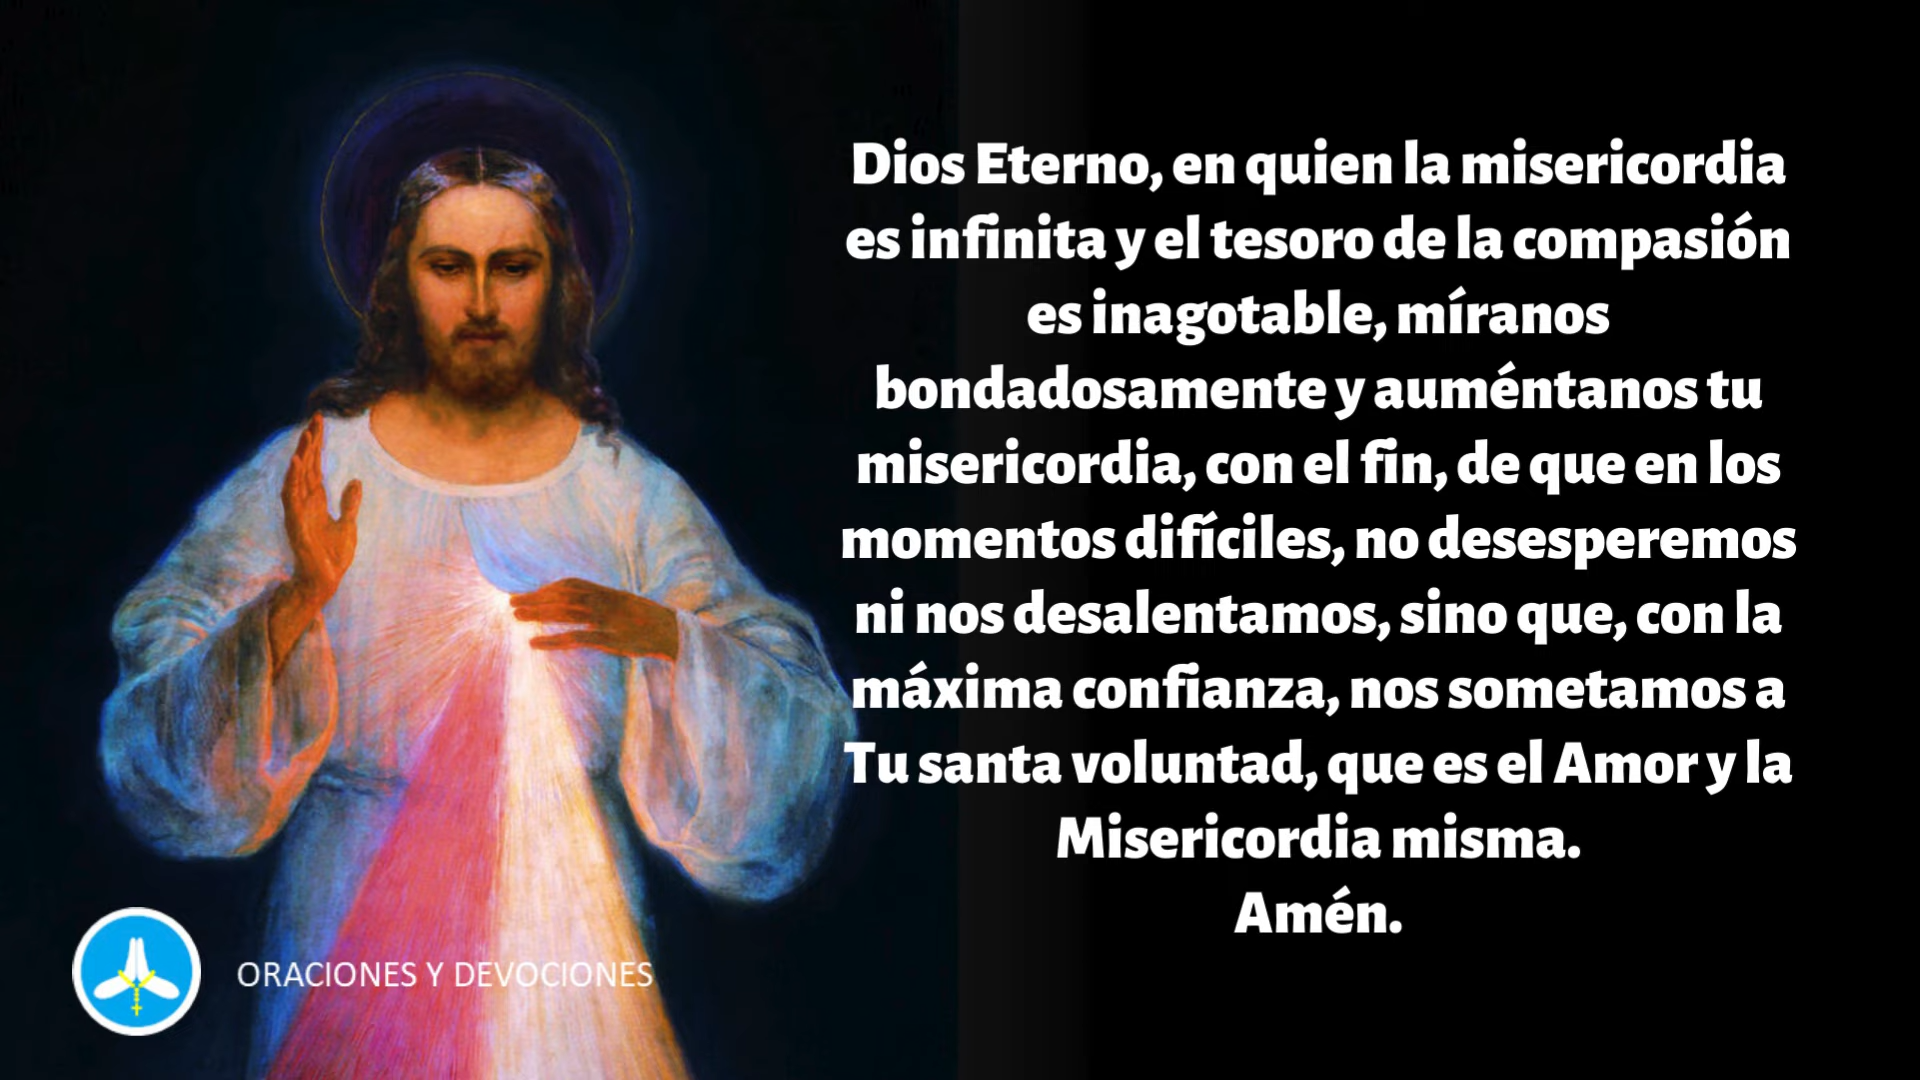 Dios Eterno, en quien la misericordia
es infinita y el tesoro de la compasión
es inagotable, míranos
bondadosamente y auméntanos tu
misericordia, con el fin, de que en los
momentos difíciles, no desesperemos
ni nos desalentamos, sino que, con la
máxima confianza, nos sometamos a
Tu santa voluntad, que es el Amor y la
Misericordia misma.
Amén.
ORACIONES Y DEVOCIONES